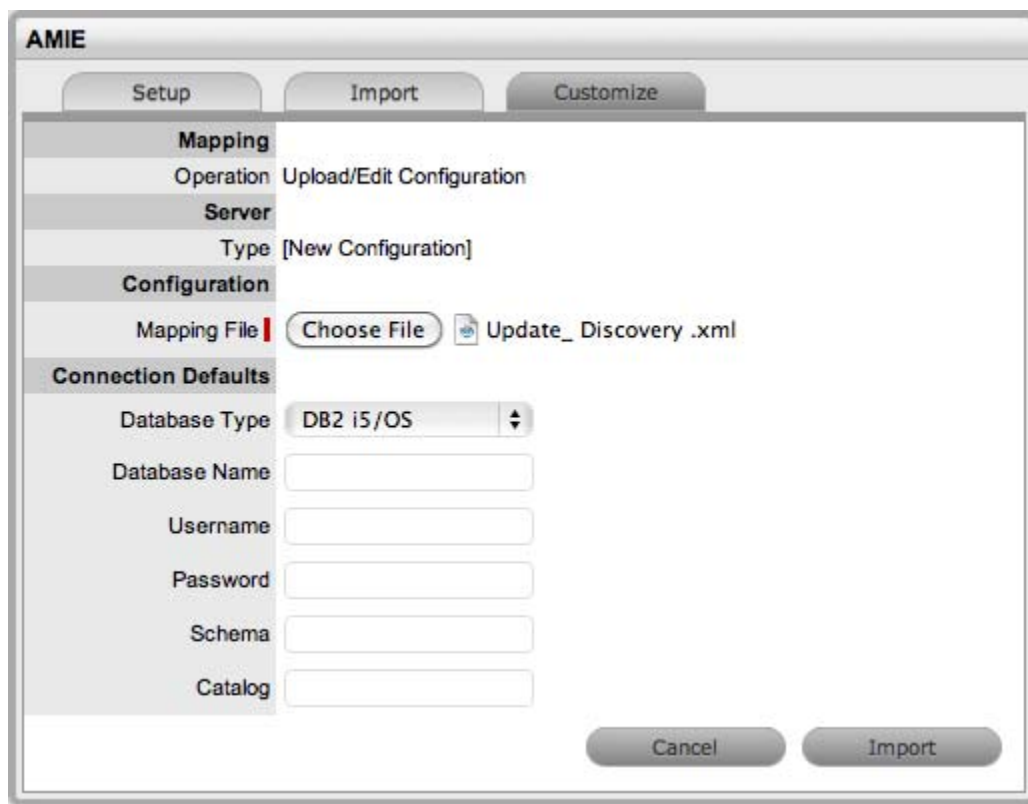 AMIE
Setup Import Customize
Mapping
Operation Upload/Edit Configuration
Server
Type [New Configuration]
Configuration
Mapping File Choose File Update_ Discovery .xml
Connection Defaults
Database Type DB2 i5/OS
Database Name
Username
Password
Schema
Catalog
Cancel Import